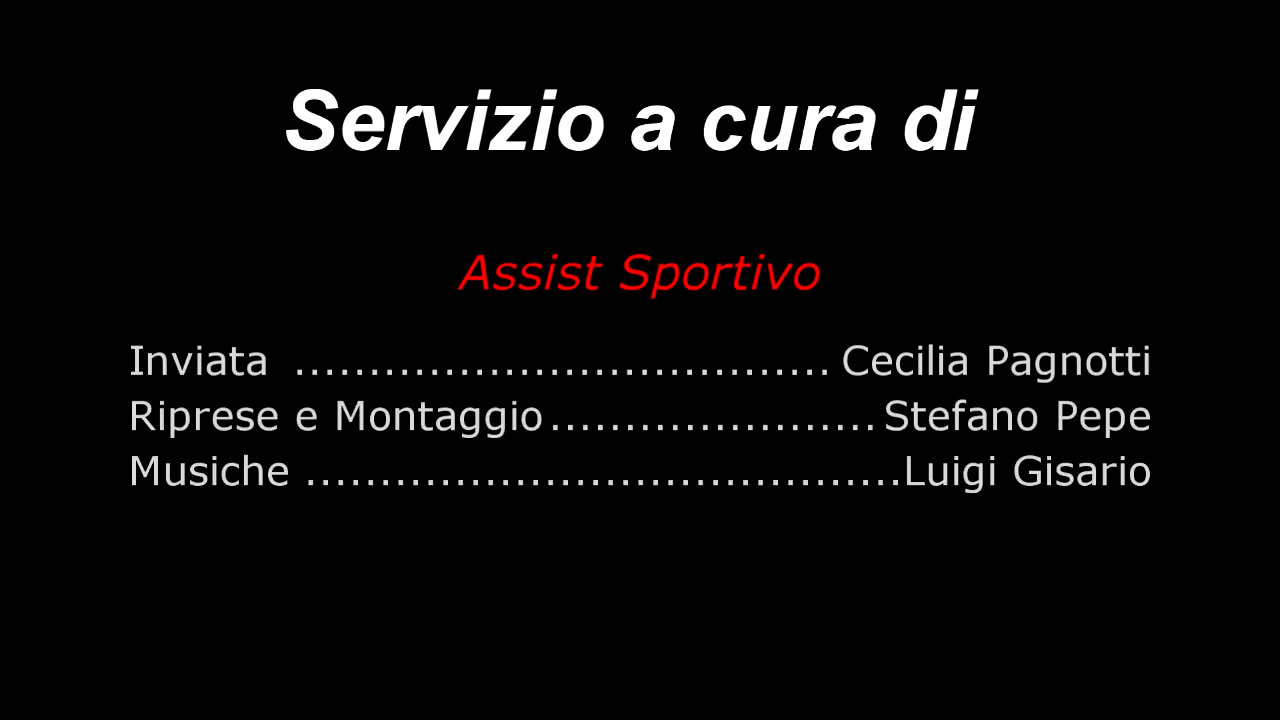 Servizio a cura di
Assist Sportivo
Inviata .................................... Cecilia Pagnotti
Riprese e Montaggio...................... Stefano Pepe
Musiche ........................................Luigi Gisario